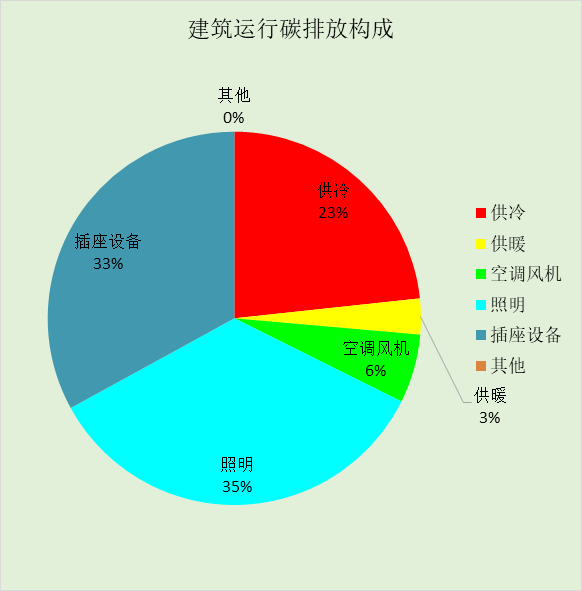 建筑运行碳排放构成
其他
0%
供冷
23%
插座设备
33%
空调风机
6%
供暖
3%
照明
35%
供冷
供暖
空调风机
照明
插座设备
其他